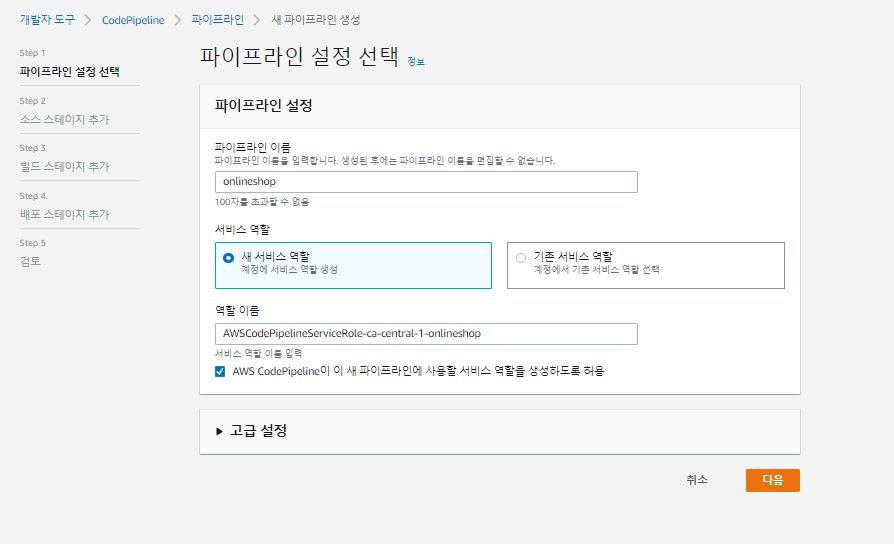 개발자 도구 > CodePipeline > 파이프라인 > 새 파이프라인 생성
Step 1
파이프라인 설정 선택
Step 2
소스 스테이지 추가
Step 3
빌드 스테이지 추가
Step 4
배포 스테이지 추가
Step 5
검토
파이프라인 설정 선택 정보
파이프라인 설정
파이프라인 이름
파이프라인 이름을 입력합니다. 생성된 후에는 파이프라인 이름을 편집할 수 없습니다.
onlineshop
100자를 초과할 수 없음
서비스 역할
새 서비스 역할
계정에 서비스 역할 생성
기존 서비스 역할
계정에서 기존 서비스 역할 선택
역할 이름
AWSCodePipelineServiceRole-ca-central-1-onlineshop
서비스 역할 이름 입력
AWS CodePipeline이 이 새 파이프라인에 사용할 서비스 역할을 생성하도록 허용
고급 설정
취소
다음